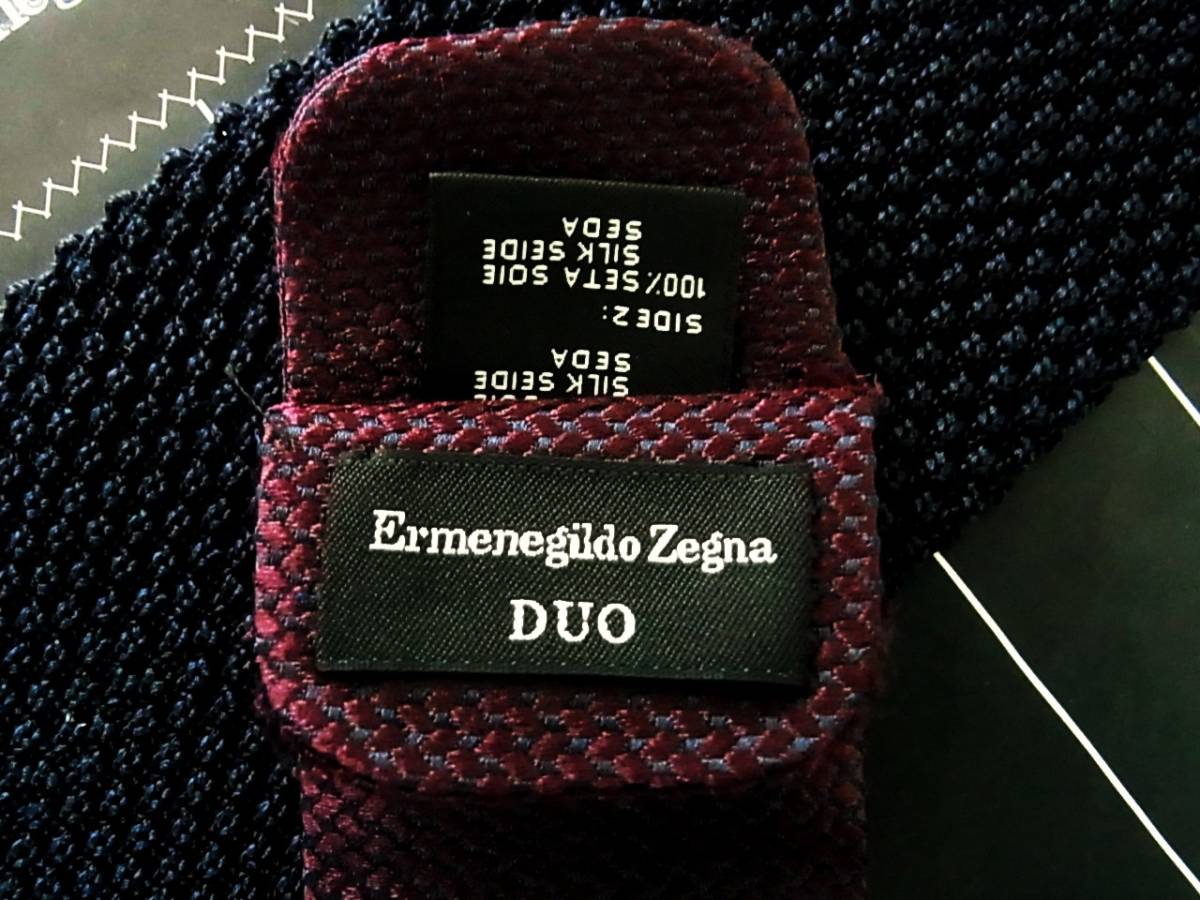 Ermenegildo Zegna
DUO
SILK SEIDE
SEDA
SIDE 2:
100% SETA SOIE
SILK SEIDE
SEDA